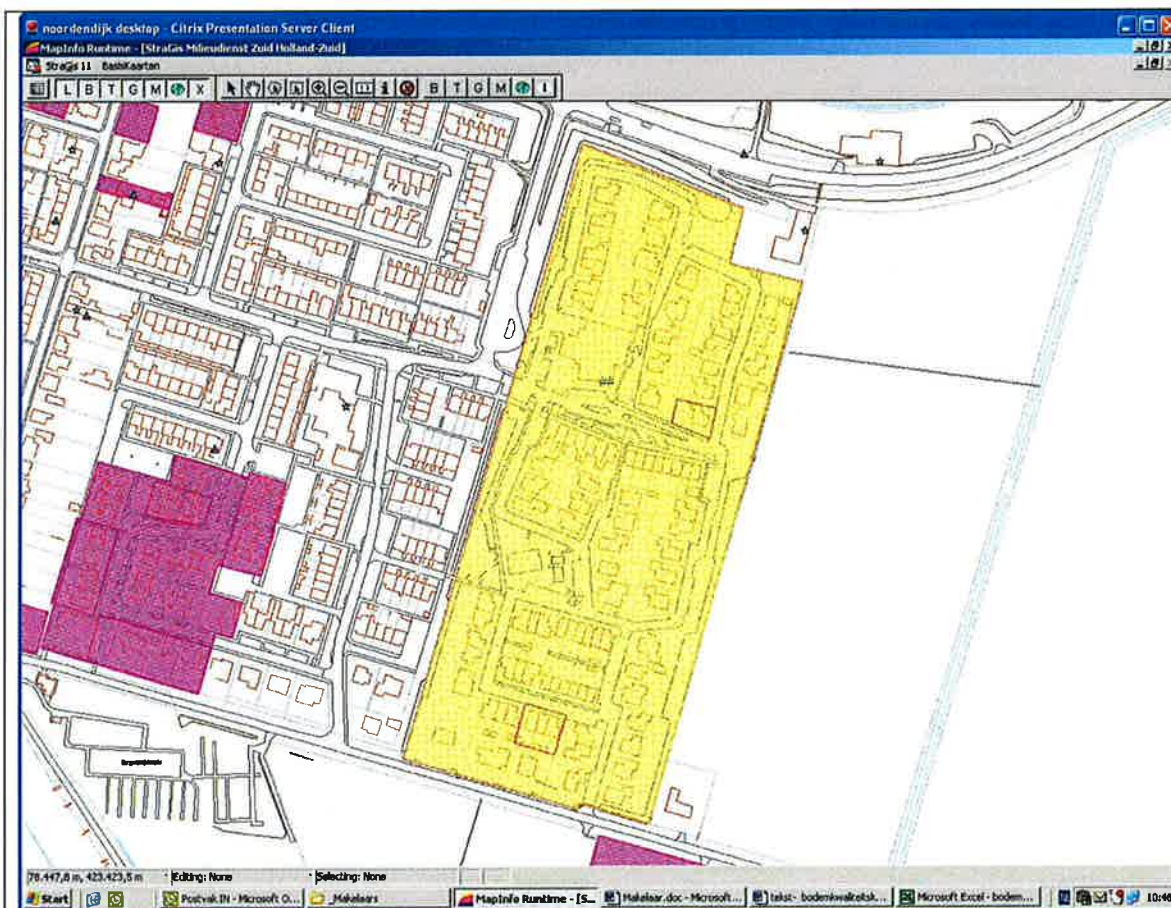 noordendijk desktop - Citrix Presentation Server Client
MapInfo Runtime - [StraGis Milieudienst Zuid Holland-Zuid]
StraGis 11 BasisKaarten
L B T G M X B T G M I
78.447,8 m, 423.423,5 m Editing: None Selecting: None
Start Postvak IN - Microsoft O... _Makelaars MapInfo Runtime - [S... Makelaar.doc - Microsoft... tekst- bodemkwaliteitsk... Microsoft Excel - bodem...